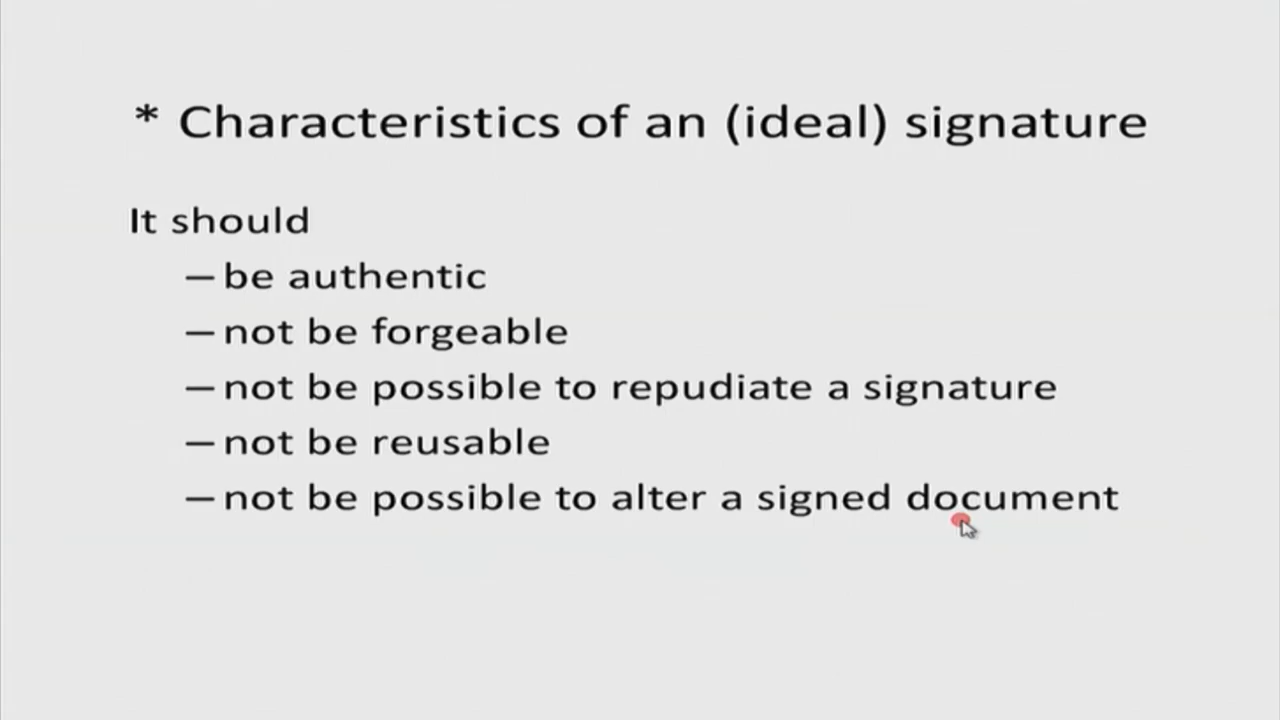 * Characteristics of an (ideal) signature
It should
– be authentic
– not be forgeable
– not be possible to repudiate a signature
– not be reusable
– not be possible to alter a signed document